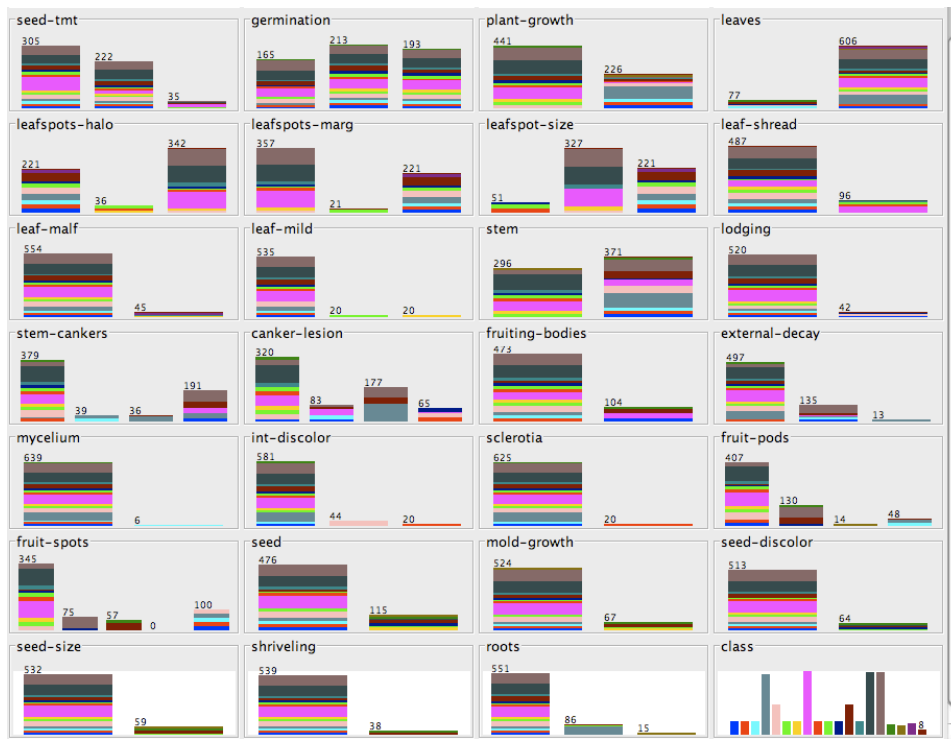 seed-tmt germination plant-growth leaves
305 222 35 165 213 193 441 226 77 606
leafspots-halo leafspots-marg leafspot-size leaf-shread
221 36 342 357 21 221 51 327 221 487 96
leaf-malf leaf-mild stem lodging
554 45 535 20 20 296 371 520 42
stem-cankers canker-lesion fruiting-bodies external-decay
379 39 36 191 320 83 177 65 473 104 497 135 13
mycelium int-discolor sclerotia fruit-pods
639 6 581 44 20 625 20 407 130 14 48
fruit-spots seed mold-growth seed-discolor
345 75 57 0 100 476 115 524 67 513 64
seed-size shriveling roots class
532 59 539 38 551 86 15 8